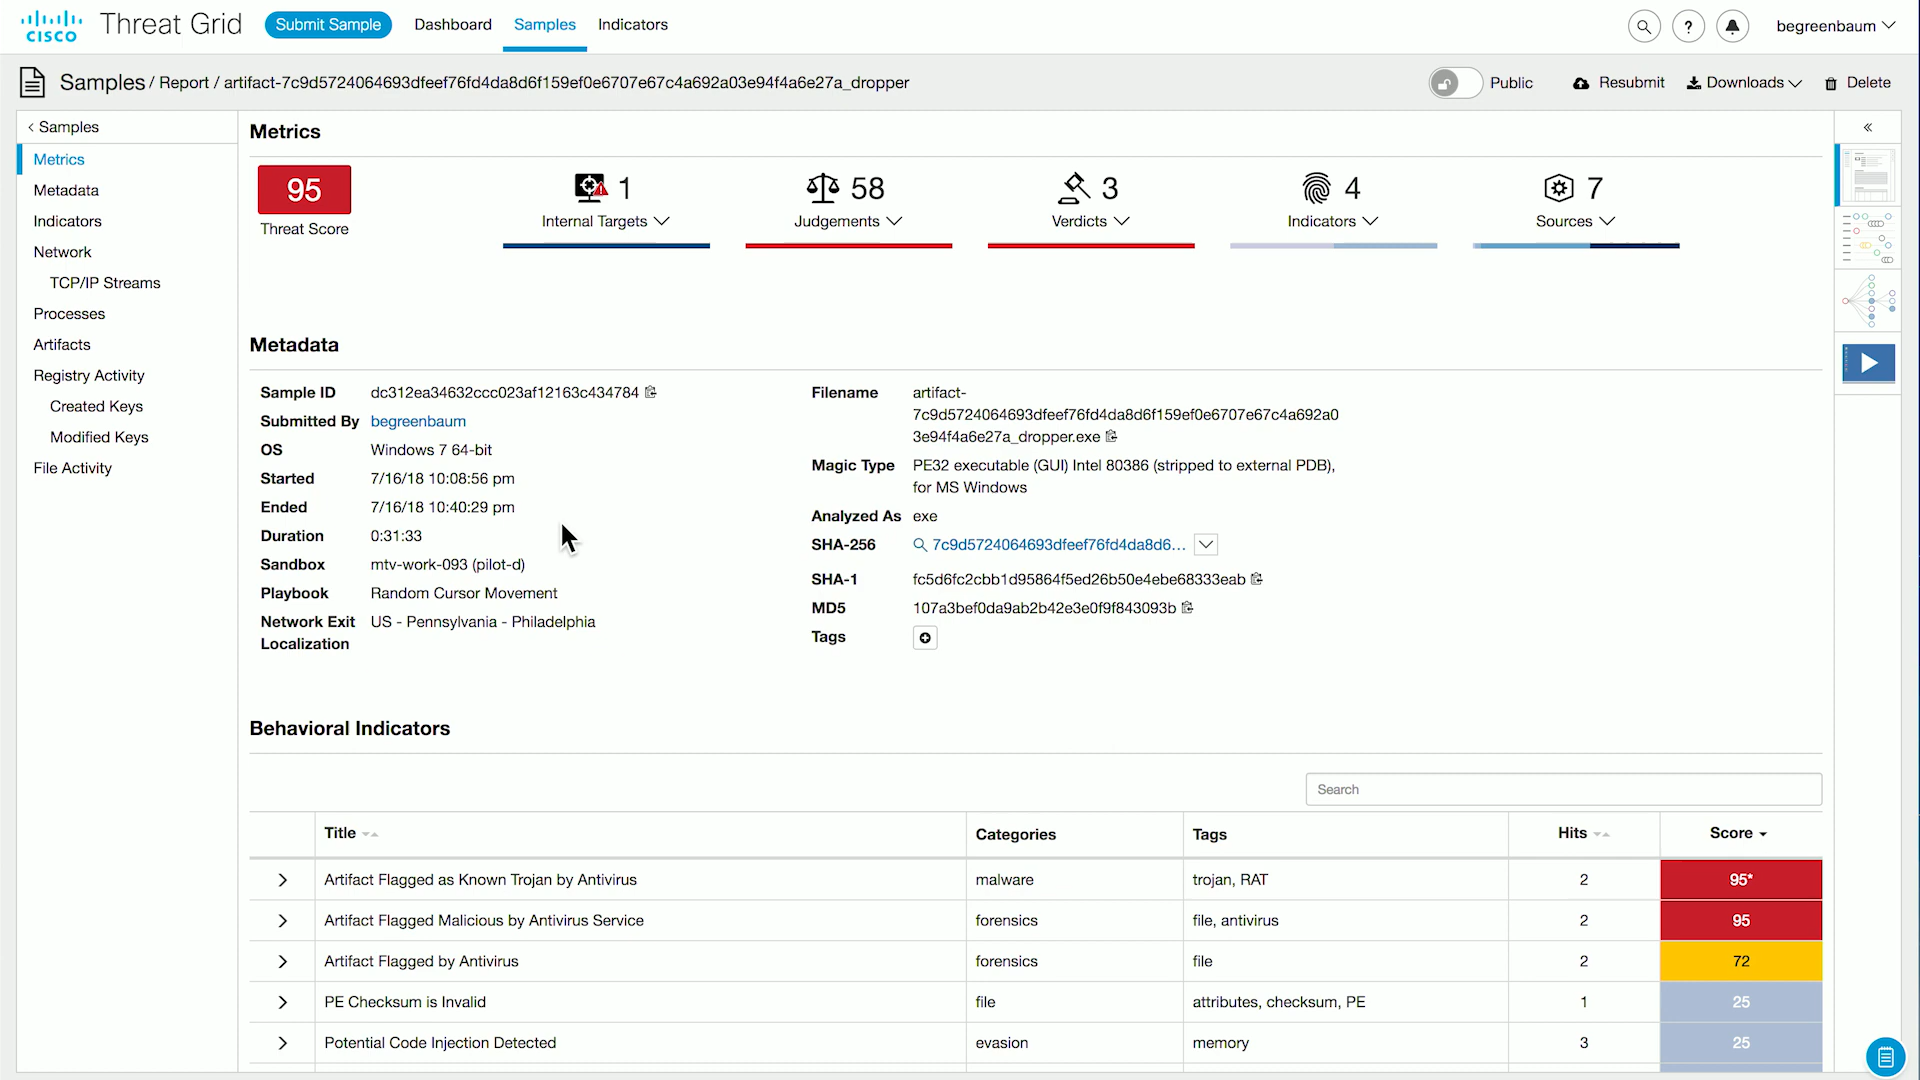 CISCO
Threat Grid
Submit Sample
Dashboard
Samples
Indicators
?
begreenbaum
Samples / Report / artifact-7c9d5724064693dfeef76fd4da8d6f159ef0e6707e67c4a692a03e94f4a6e27a_dropper
Public
Resubmit
Downloads
Delete
< Samples
Metrics
Metadata
Indicators
Network
TCP/IP Streams
Processes
Artifacts
Registry Activity
Created Keys
Modified Keys
File Activity
Metrics
95
Threat Score
1
Internal Targets
58
Judgements
3
Verdicts
4
Indicators
7
Sources
Metadata
Sample ID dc312ea34632ccc023af12163c434784
Submitted By begreenbaum
OS Windows 7 64-bit
Started 7/16/18 10:08:56 pm
Ended 7/16/18 10:40:29 pm
Duration 0:31:33
Sandbox mtv-work-093 (pilot-d)
Playbook Random Cursor Movement
Network Exit US - Pennsylvania - Philadelphia
Localization
Filename artifact-
7c9d5724064693dfeef76fd4da8d6f159ef0e6707e67c4a692a0
3e94f4a6e27a_dropper.exe
Magic Type PE32 executable (GUI) Intel 80386 (stripped to external PDB),
for MS Windows
Analyzed As exe
SHA-256 7c9d5724064693dfeef76fd4da8d6...
SHA-1 fc5d6fc2cbb1d95864f5ed26b50e4ebe68333eab
MD5 107a3bef0da9ab2b42e3e0f9f843093b
Tags
Behavioral Indicators
Search
Title Categories Tags Hits Score
Artifact Flagged as Known Trojan by Antivirus malware trojan, RAT 2 95*
Artifact Flagged Malicious by Antivirus Service forensics file, antivirus 2 95
Artifact Flagged by Antivirus forensics file 2 72
PE Checksum is Invalid file attributes, checksum, PE 1 25
Potential Code Injection Detected evasion memory 3 25